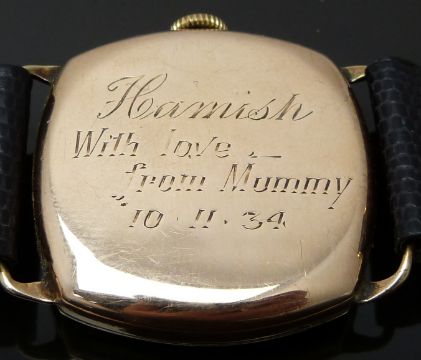 Hamish
With love
from Mummy
10·11·34